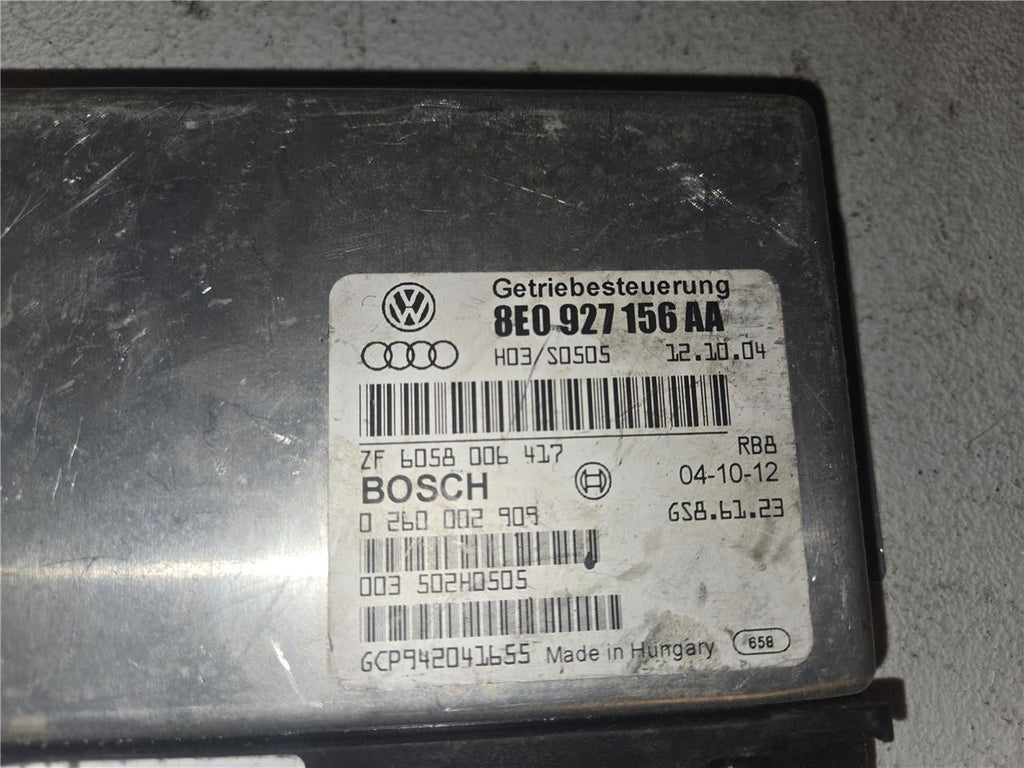 Getriebesteuerung
8E0 927 156 AA
H03/S0505 12.10.04
ZF 6058 006 417 RB8
BOSCH 04-10-12
0 260 002 909 GS8.61.23
003 S02H0505
GCP942041655 Made in Hungary 658